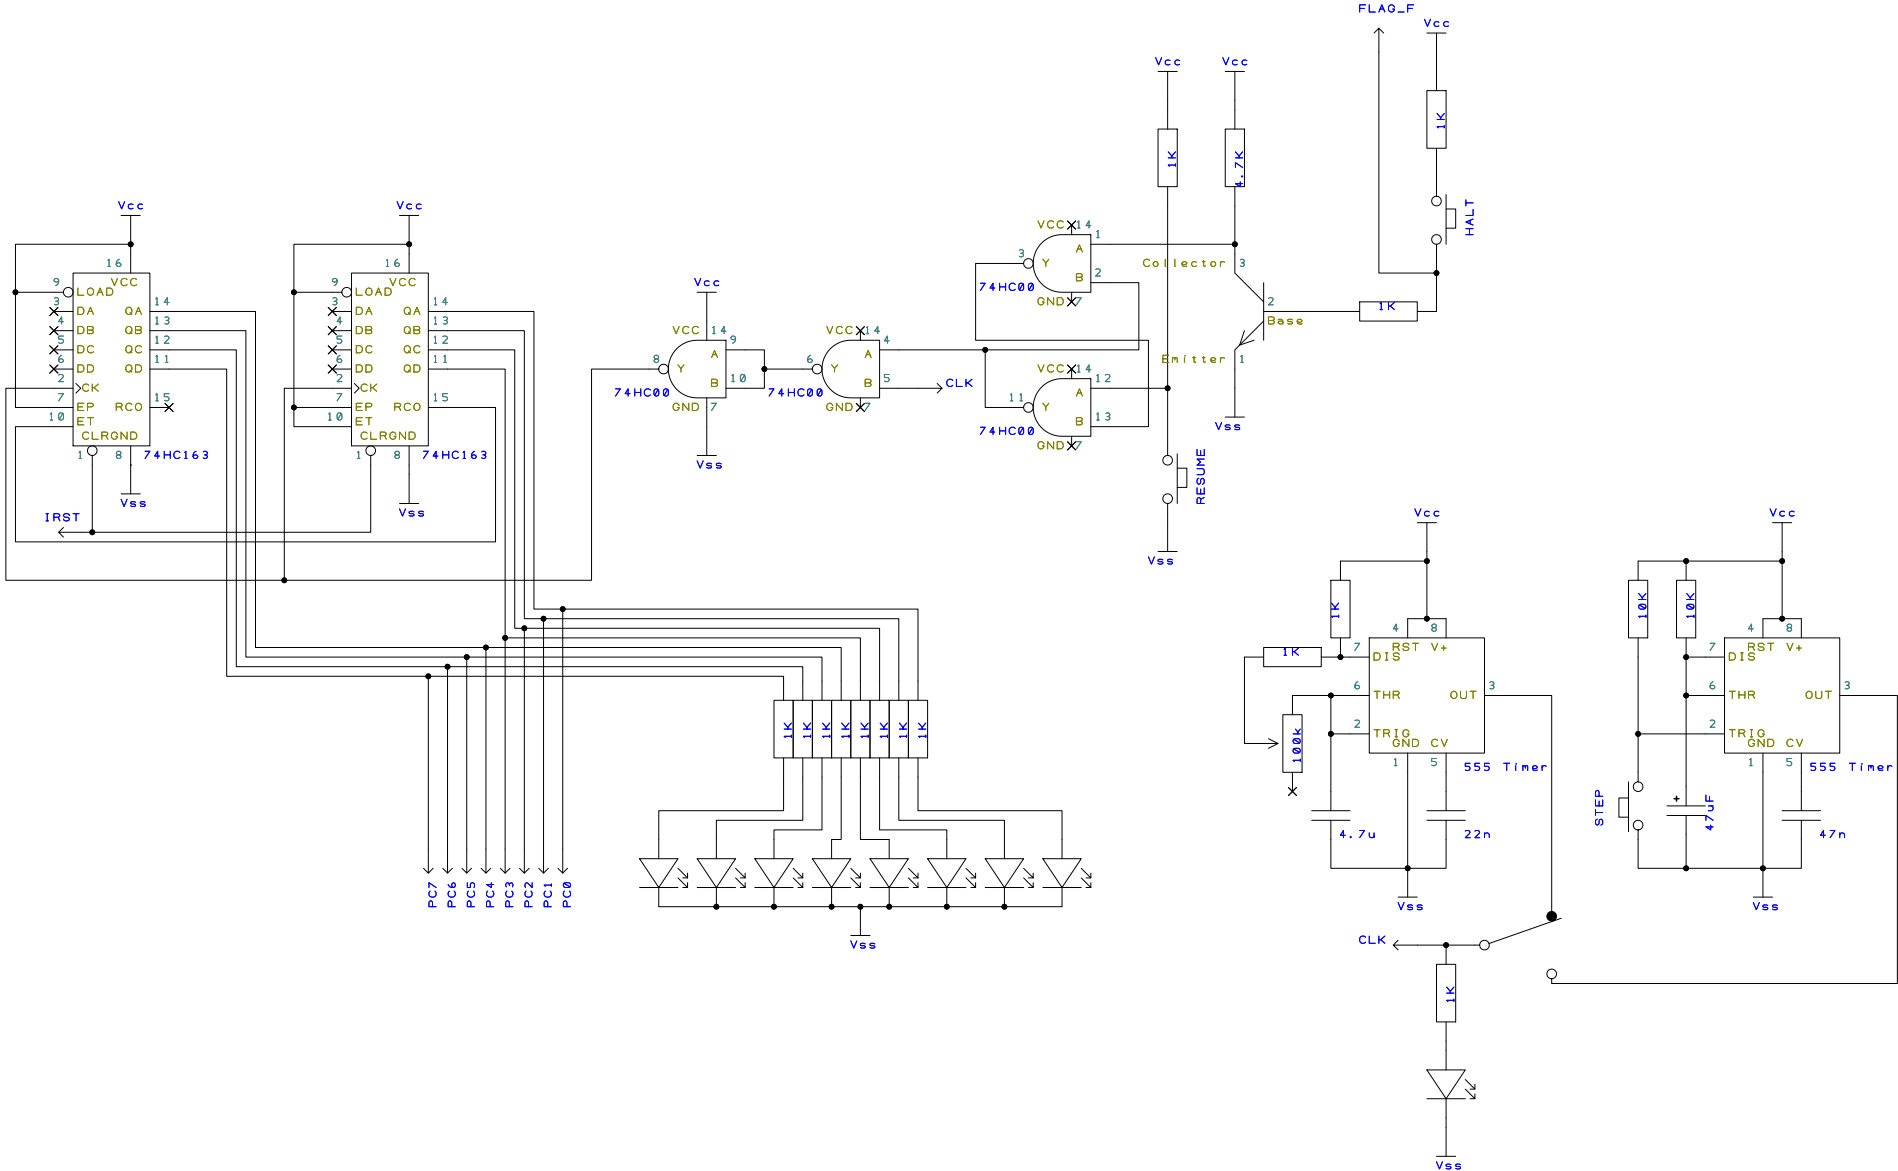 FLAG_F
Vcc
1K
HALT
Vcc
Vcc
1K
4.7K
Vcc
16
9
VCC
LOAD
3
DA
QA
14
4
DB
QB
13
5
DC
QC
12
6
DD
QD
11
2
CK
7
EP
RCO
15
10
ET
CLRGND
1
8
74HC163
Vss
IRST
Vcc
16
9
VCC
LOAD
3
DA
QA
14
4
DB
QB
13
5
DC
QC
12
6
DD
QD
11
2
CK
7
EP
RCO
15
10
ET
CLRGND
1
8
74HC163
Vss
Vcc
VCC
14
9
A
8
Y
B
10
74HC00
GND
7
Vss
VCC
14
4
A
6
Y
B
5
CLK
74HC00
GND
7
VCC
14
1
A
3
Y
B
2
74HC00
GND
7
VCC
14
12
A
11
Y
B
13
74HC00
GND
7
Collector
3
2
Base
1K
Emitter
1
Vss
RESUME
Vss
1K
1K
1K
1K
1K
1K
1K
1K
PC7
PC6
PC5
PC4
PC3
PC2
PC1
PC0
Vss
Vcc
1K
1K
4
8
7
RST
V+
DIS
6
THR
OUT
3
2
TRIG
GND
CV
100k
1
5
555 Timer
4.7u
22n
Vss
Vcc
10K
10K
4
8
7
RST
V+
DIS
6
THR
OUT
3
2
TRIG
GND
CV
1
5
555 Timer
STEP
+
47uF
47n
Vss
CLK
1K
Vss